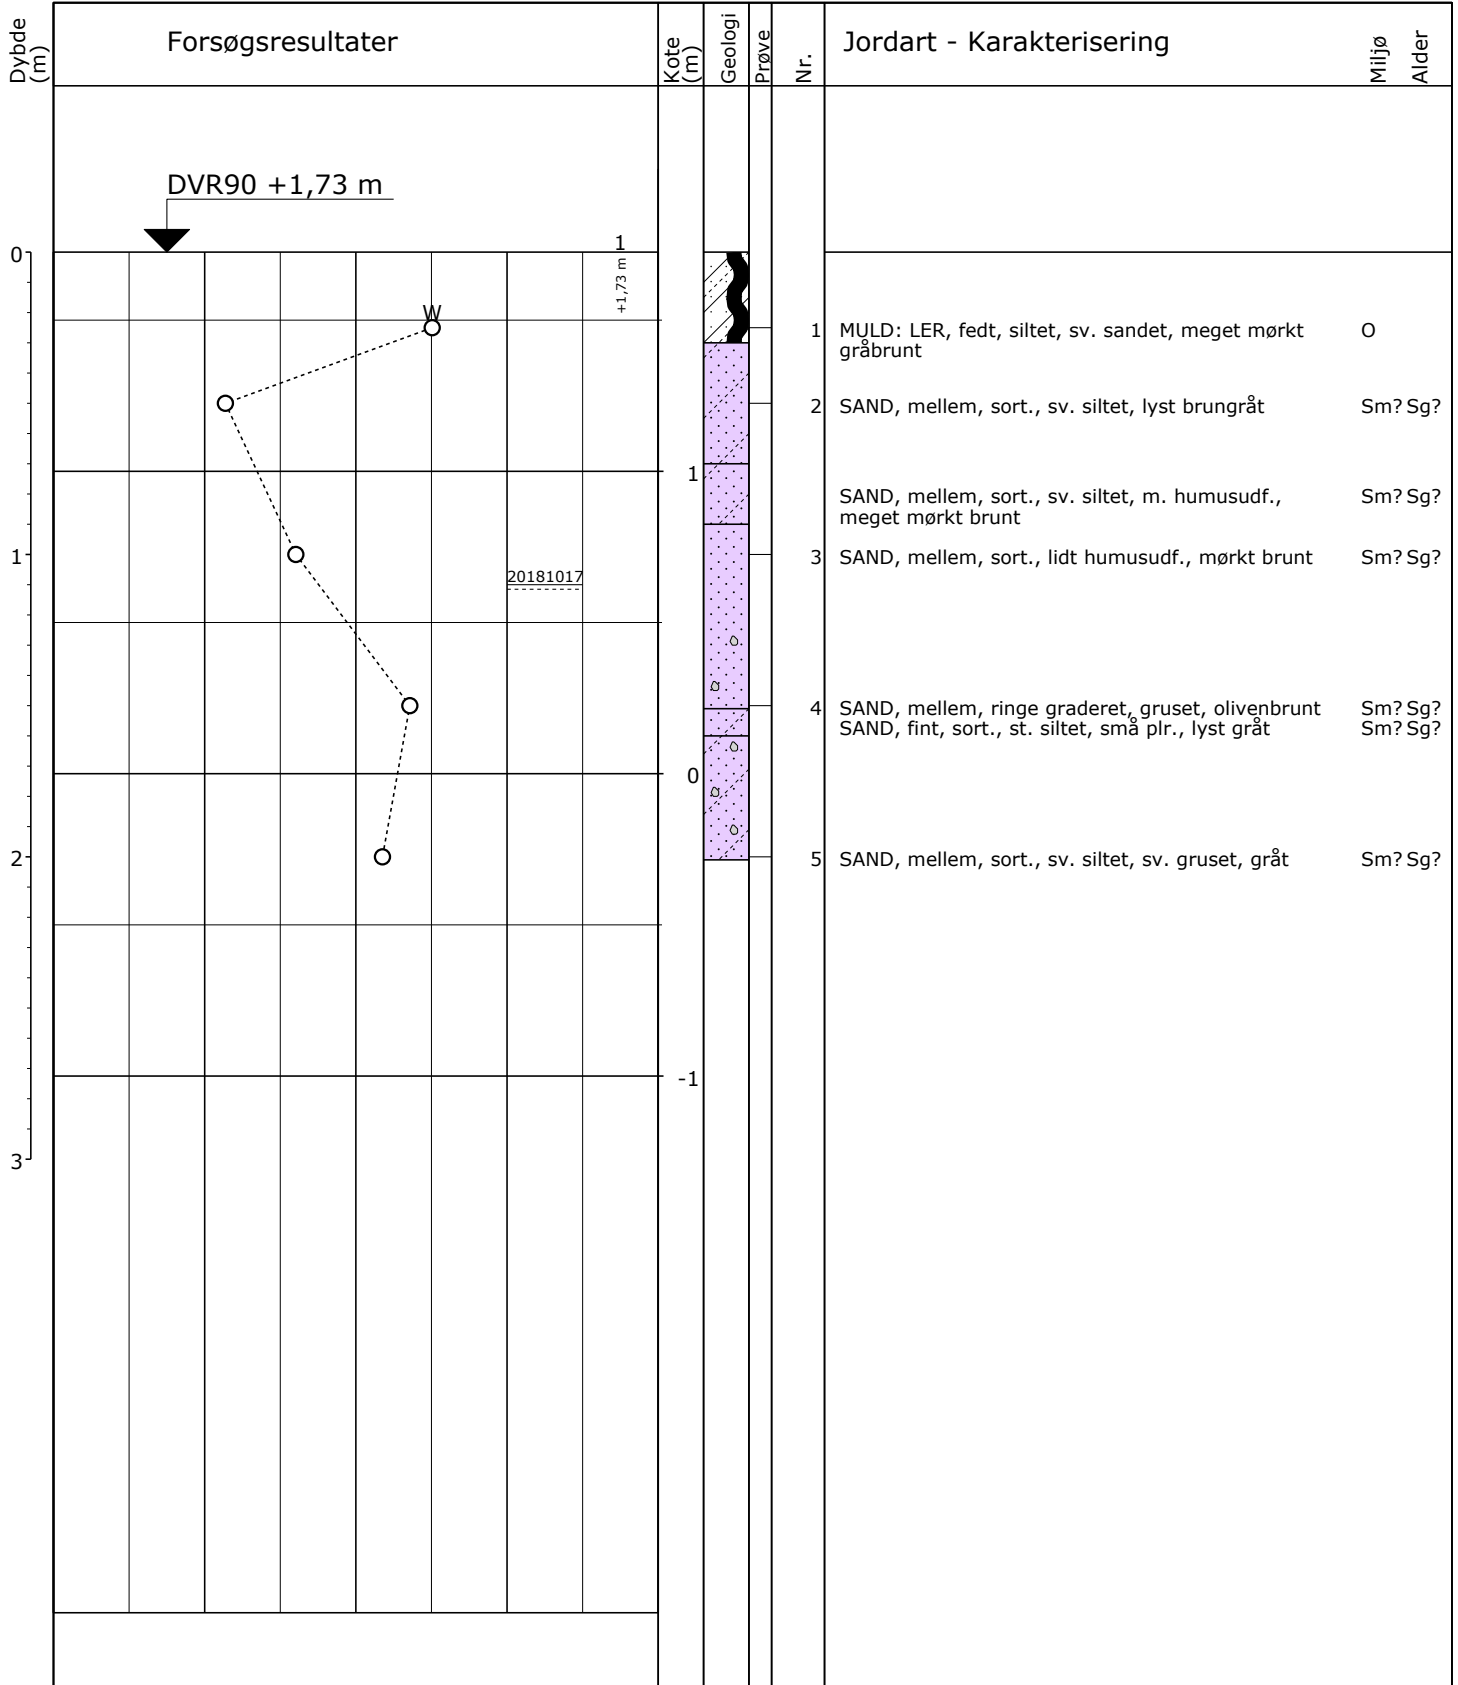 Dybde
(m)
Forsøgsresultater
Kote
(m)
Geologi
Prøve
Nr.
Jordart - Karakterisering
Miljø
Alder
DVR90 +1,73 m
0
1
+1,73 m
W
1 MULD: LER, fedt, siltet, sv. sandet, meget mørkt O
gråbrunt
2 SAND, mellem, sort., sv. siltet, lyst brungråt Sm? Sg?
1
SAND, mellem, sort., sv. siltet, m. humusudf., Sm? Sg?
meget mørkt brunt
1
3 SAND, mellem, sort., lidt humusudf., mørkt brunt Sm? Sg?
20181017
4 SAND, mellem, ringe graderet, gruset, olivenbrunt Sm? Sg?
SAND, fint, sort., st. siltet, små plr., lyst gråt Sm? Sg?
0
2
5 SAND, mellem, sort., sv. siltet, sv. gruset, gråt Sm? Sg?
-1
3